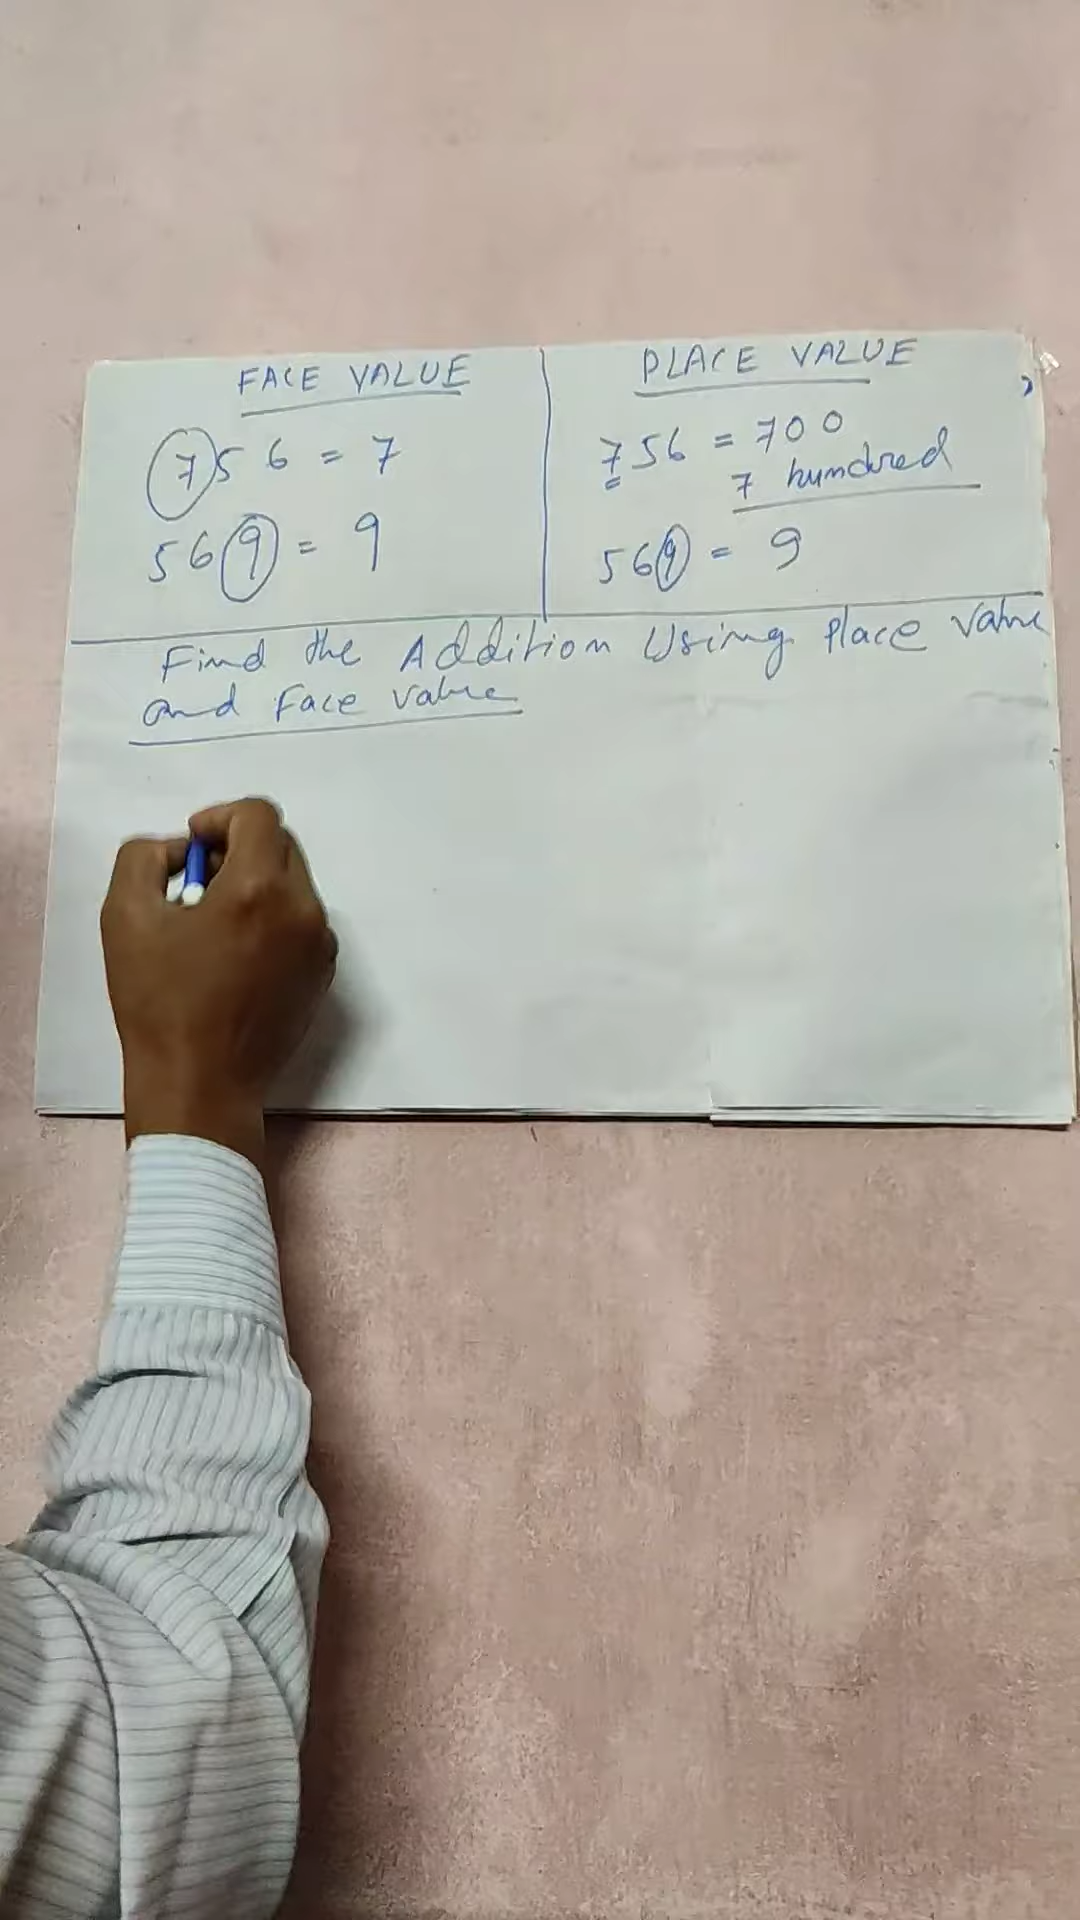 FACE VALUE
756 = 7
569 = 9
PLACE VALUE
756 = 700
7 hundred
569 = 9
Find the Addition Using Place Value
and Face value